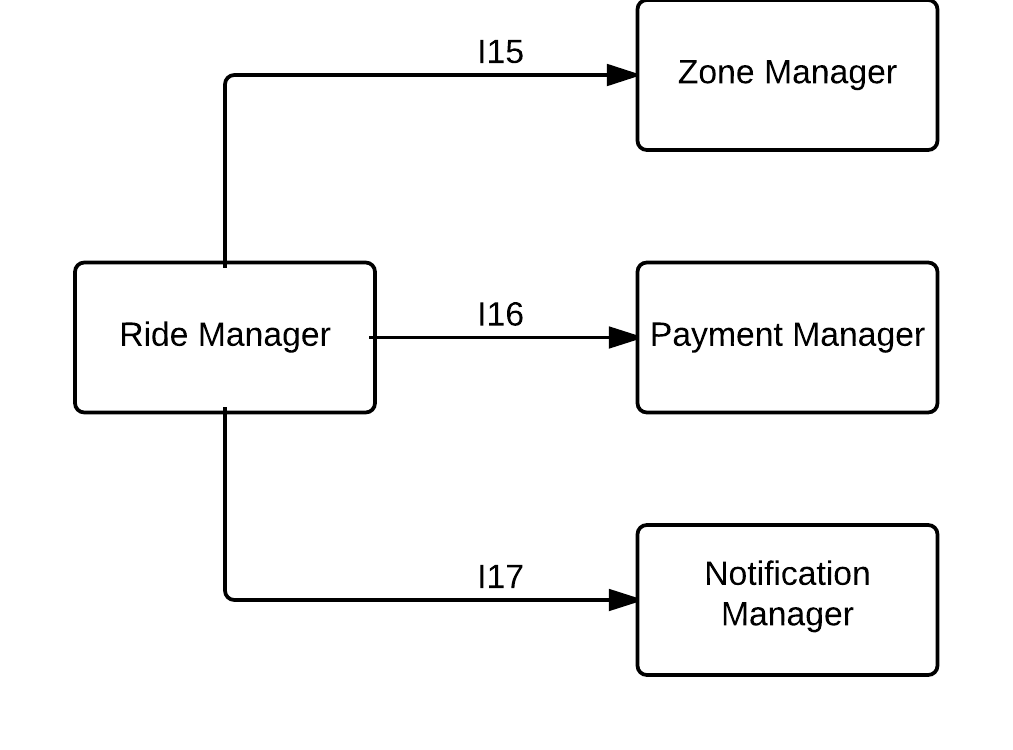 I15
Zone Manager
Ride Manager
I16
Payment Manager
I17
Notification
Manager